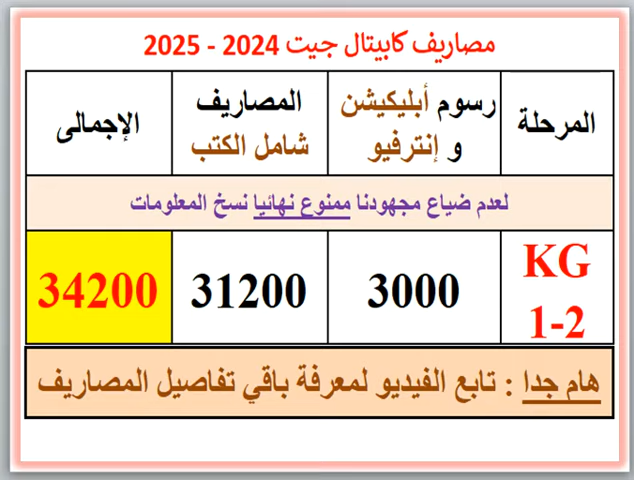 مصاريف كابيتال جيت 2024 - 2025
المرحلة
رسوم أبليكيشن
و إنترفيو
المصاريف
شامل الكتب
الإجمالى
لعدم ضياع مجهودنا ممنوع نهائيا نسخ المعلومات
KG
1-2
3000
31200
34200
هام جدا : تابع الفيديو لمعرفة باقي تفاصيل المصاريف